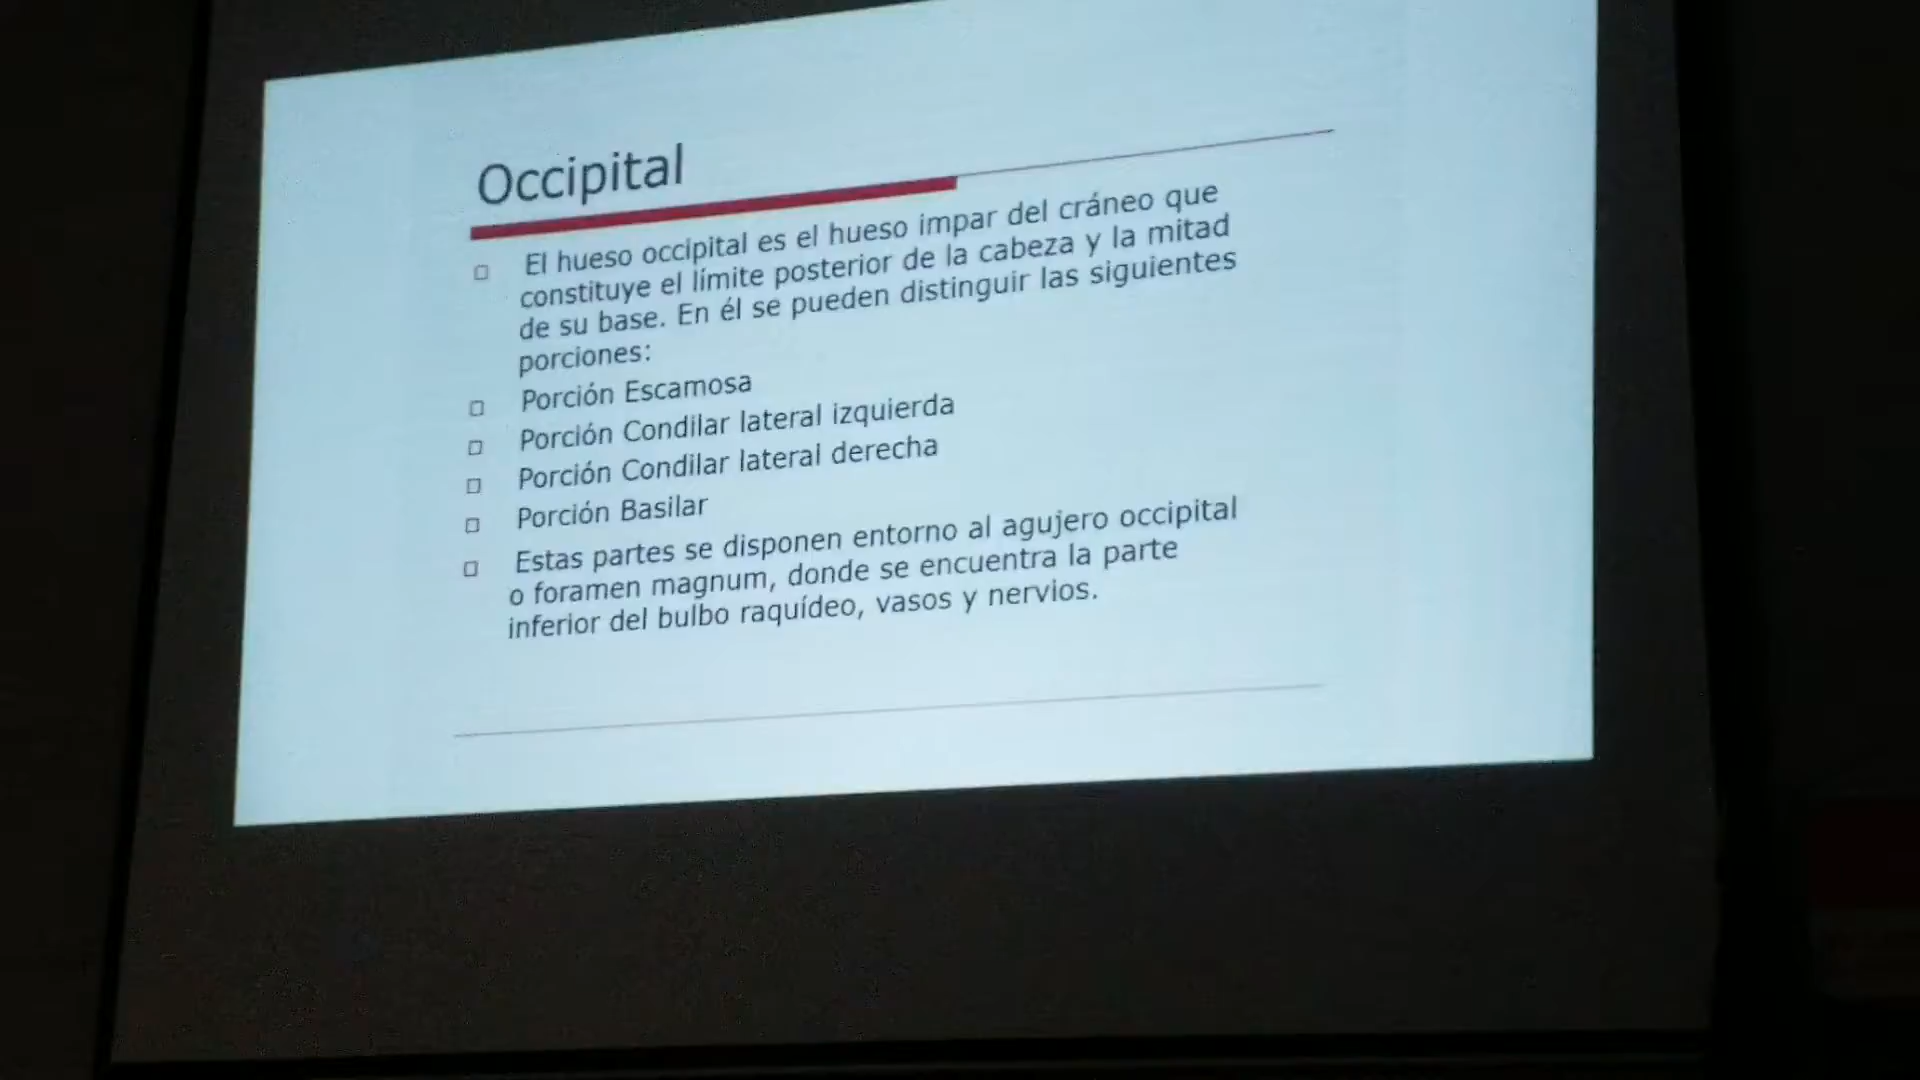 Occipital
El hueso occipital es el hueso impar del cráneo que
constituye el límite posterior de la cabeza y la mitad
de su base. En él se pueden distinguir las siguientes
porciones:
Porción Escamosa
Porción Condilar lateral izquierda
Porción Condilar lateral derecha
Porción Basilar
Estas partes se disponen entorno al agujero occipital
o foramen magnum, donde se encuentra la parte
inferior del bulbo raquídeo, vasos y nervios.